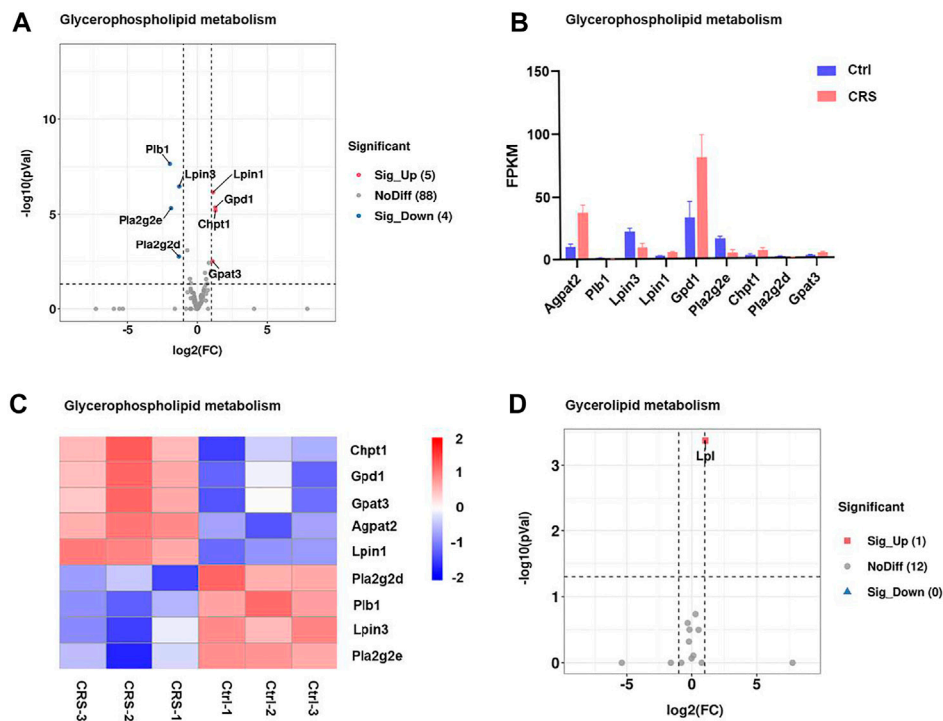 A
Glycerophospholipid metabolism
10
5
0
-log10(pVal)
-5
0
5
log2(FC)
Plb1
Lpin3
Lpin1
Pla2g2e
Gpd1
Chpt1
Pla2g2d
Gpat3
Significant
Sig_Up (5)
NoDiff (88)
Sig_Down (4)
B
Glycerophospholipid metabolism
150
100
50
0
FPKM
Ctrl
CRS
Agpat2
Plb1
Lpin3
Lpin1
Gpd1
Pla2g2e
Chpt1
Pla2g2d
Gpat3
C
Glycerophospholipid metabolism
Chpt1
Gpd1
Gpat3
Agpat2
Lpin1
Pla2g2d
Plb1
Lpin3
Pla2g2e
CRS-3
CRS-2
CRS-1
Ctrl-1
Ctrl-2
Ctrl-3
2
1
0
-1
-2
D
Glycerolipid metabolism
3
2
1
0
-log10(pVal)
-5
0
5
log2(FC)
Lpl
Significant
Sig_Up (1)
NoDiff (12)
Sig_Down (0)